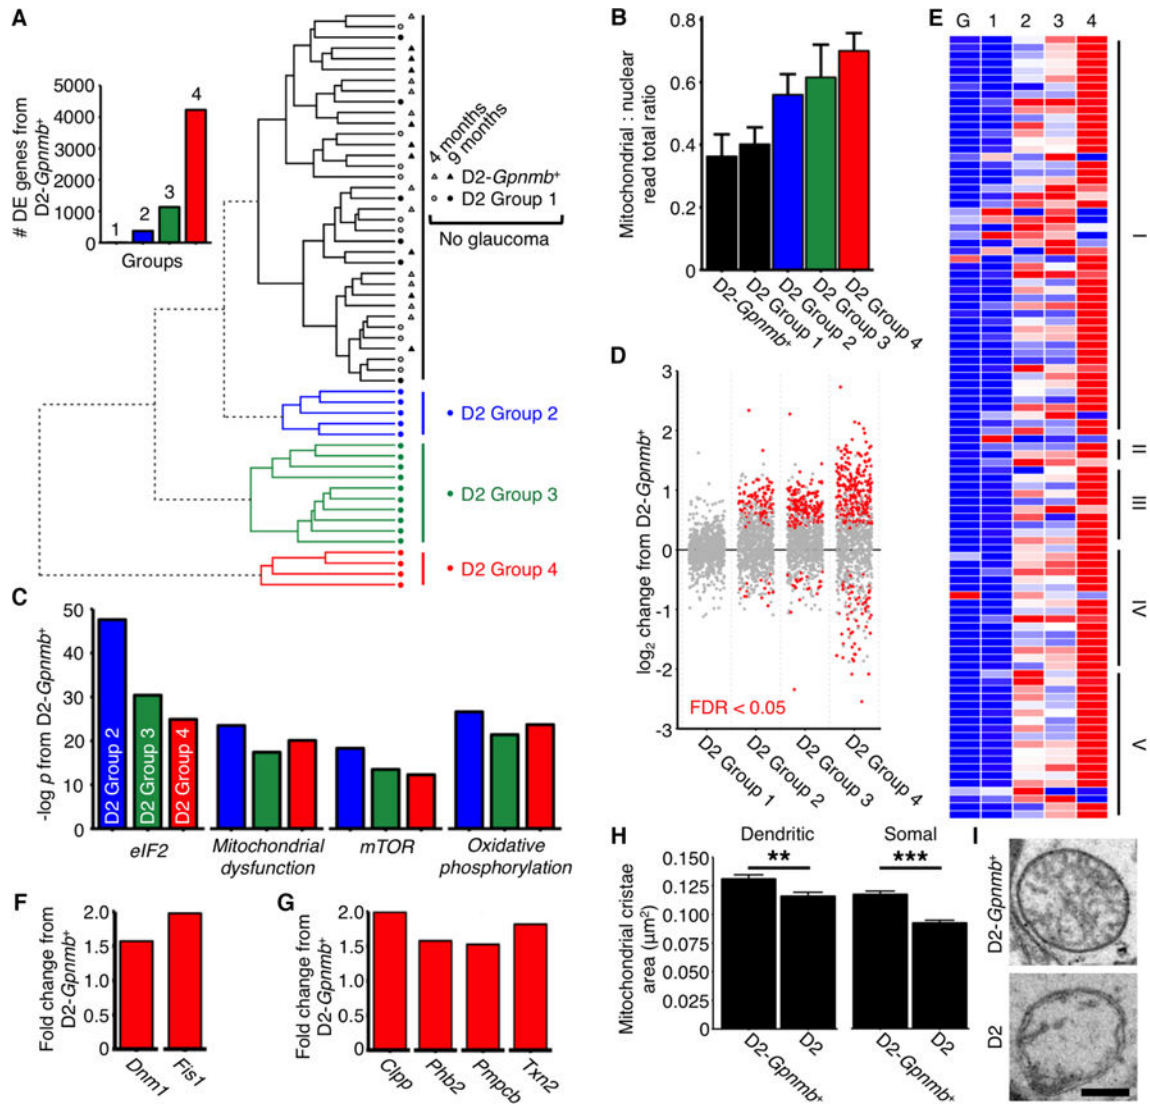 A
# DE genes from
D2-Gpnmb+
5000
4000
3000
2000
1000
0
1
2
3
4
Groups
4 months
9 months
D2-Gpnmb+
D2 Group 1
No glaucoma
D2 Group 2
D2 Group 3
D2 Group 4
B
Mitochondrial : nuclear
read total ratio
0.8
0.6
0.4
0.2
0
D2-Gpnmb+
D2 Group 1
D2 Group 2
D2 Group 3
D2 Group 4
E
G 1 2 3 4
I
II
III
IV
V
C
-log p from D2-Gpnmb+
50
40
30
20
10
0
D2 Group 2
D2 Group 3
D2 Group 4
eIF2
Mitochondrial
dysfunction
mTOR
Oxidative
phosphorylation
D
log2 change from D2-Gpnmb+
3
2
1
0
-1
-2
-3
FDR < 0.05
D2 Group 1
D2 Group 2
D2 Group 3
D2 Group 4
F
Fold change from
D2-Gpnmb+
2.0
1.5
1.0
0.5
0
Dnm1
Fis1
G
Fold change from
D2-Gpnmb+
2.0
1.5
1.0
0.5
0
Clpp
Phb2
Pmpcb
Txn2
H
Mitochondrial cristae
area (µm2)
0.150
0.125
0.100
0.075
0.050
0.025
0
Dendritic
**
Somal
***
D2-Gpnmb+
D2
D2-Gpnmb+
D2
I
D2-Gpnmb+
D2